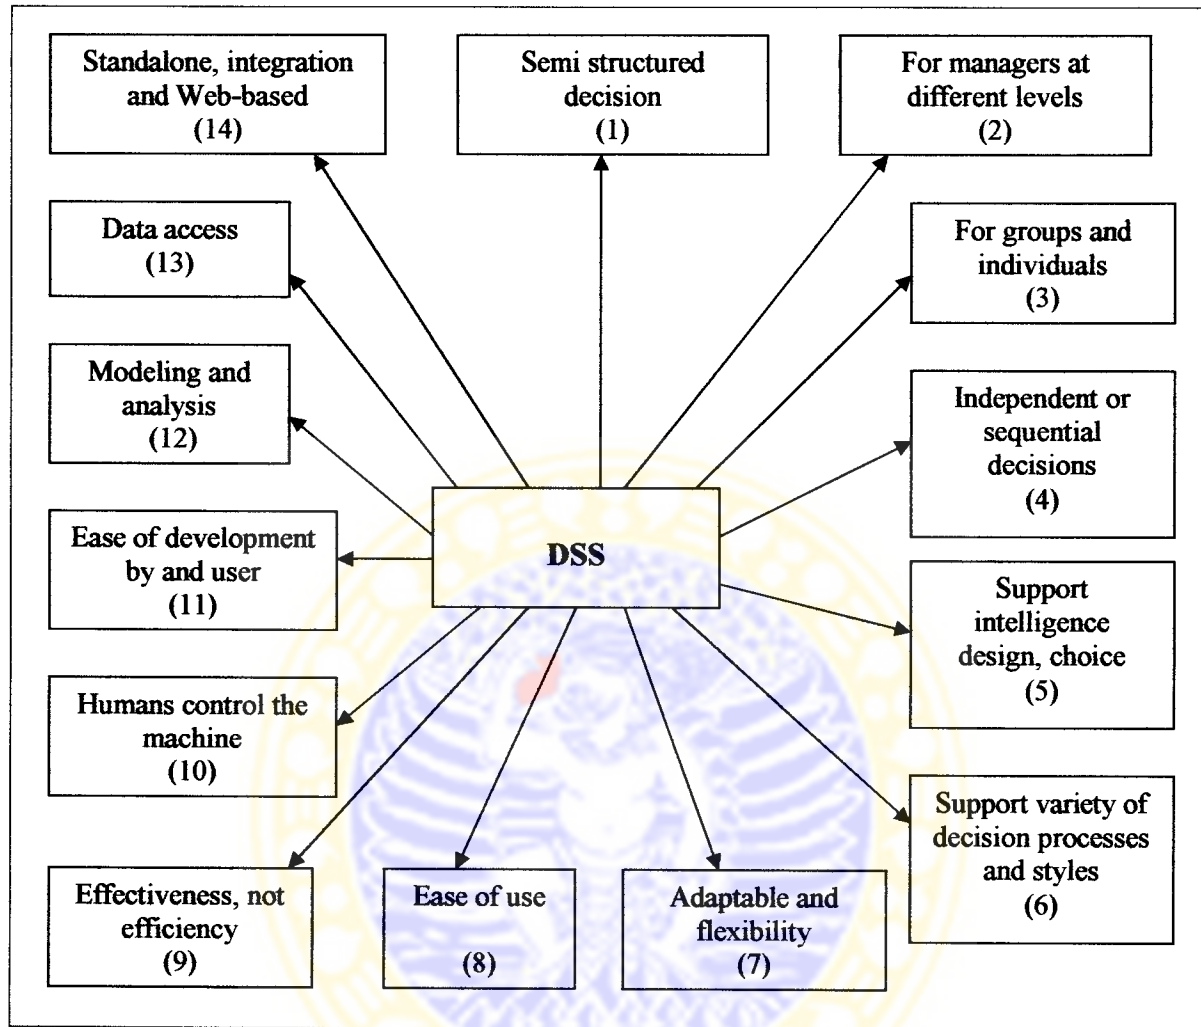 Standalone, integration
and Web-based
(14)
Semi structured
decision
(1)
For managers at
different levels
(2)
Data access
(13)
For groups and
individuals
(3)
Modeling and
analysis
(12)
Independent or
sequential
decisions
(4)
DSS
Ease of development
by and user
(11)
Support
intelligence
design, choice
(5)
Humans control the
machine
(10)
Support variety of
decision processes
and styles
(6)
Effectiveness, not
efficiency
(9)
Ease of use
(8)
Adaptable and
flexibility
(7)